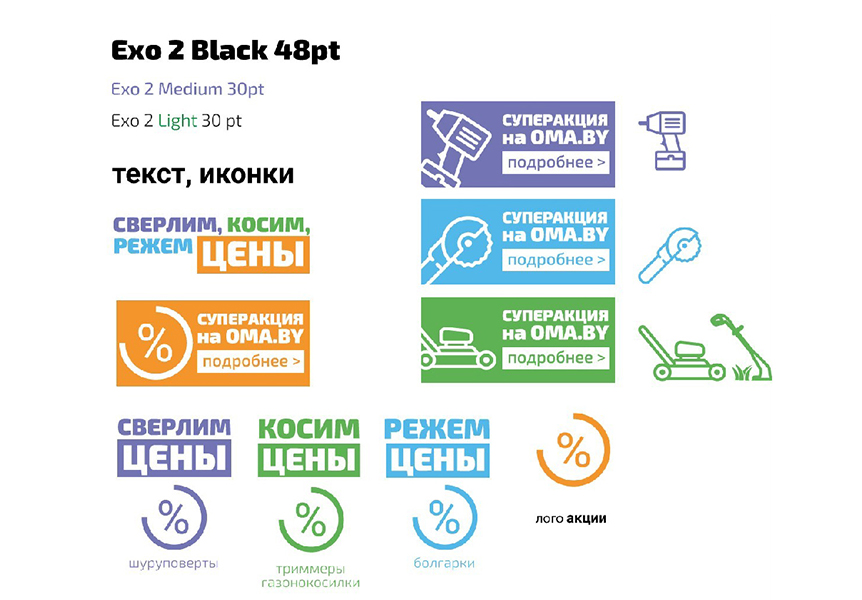 Exo 2 Black 48pt
Exo 2 Medium 30pt
Exo 2 Light 30 pt
текст, иконки
СВЕРЛИМ, КОСИМ,
РЕЖЕМ ЦЕНЫ
%
СУПЕРАКЦИЯ
на OMA.BY
подробнее >
СУПЕРАКЦИЯ
на OMA.BY
подробнее >
СУПЕРАКЦИЯ
на OMA.BY
подробнее >
СУПЕРАКЦИЯ
на OMA.BY
подробнее >
СВЕРЛИМ
ЦЕНЫ
%
шуруповерты
КОСИМ
ЦЕНЫ
%
триммеры
газонокосилки
РЕЖЕМ
ЦЕНЫ
%
болгарки
%
лого акции